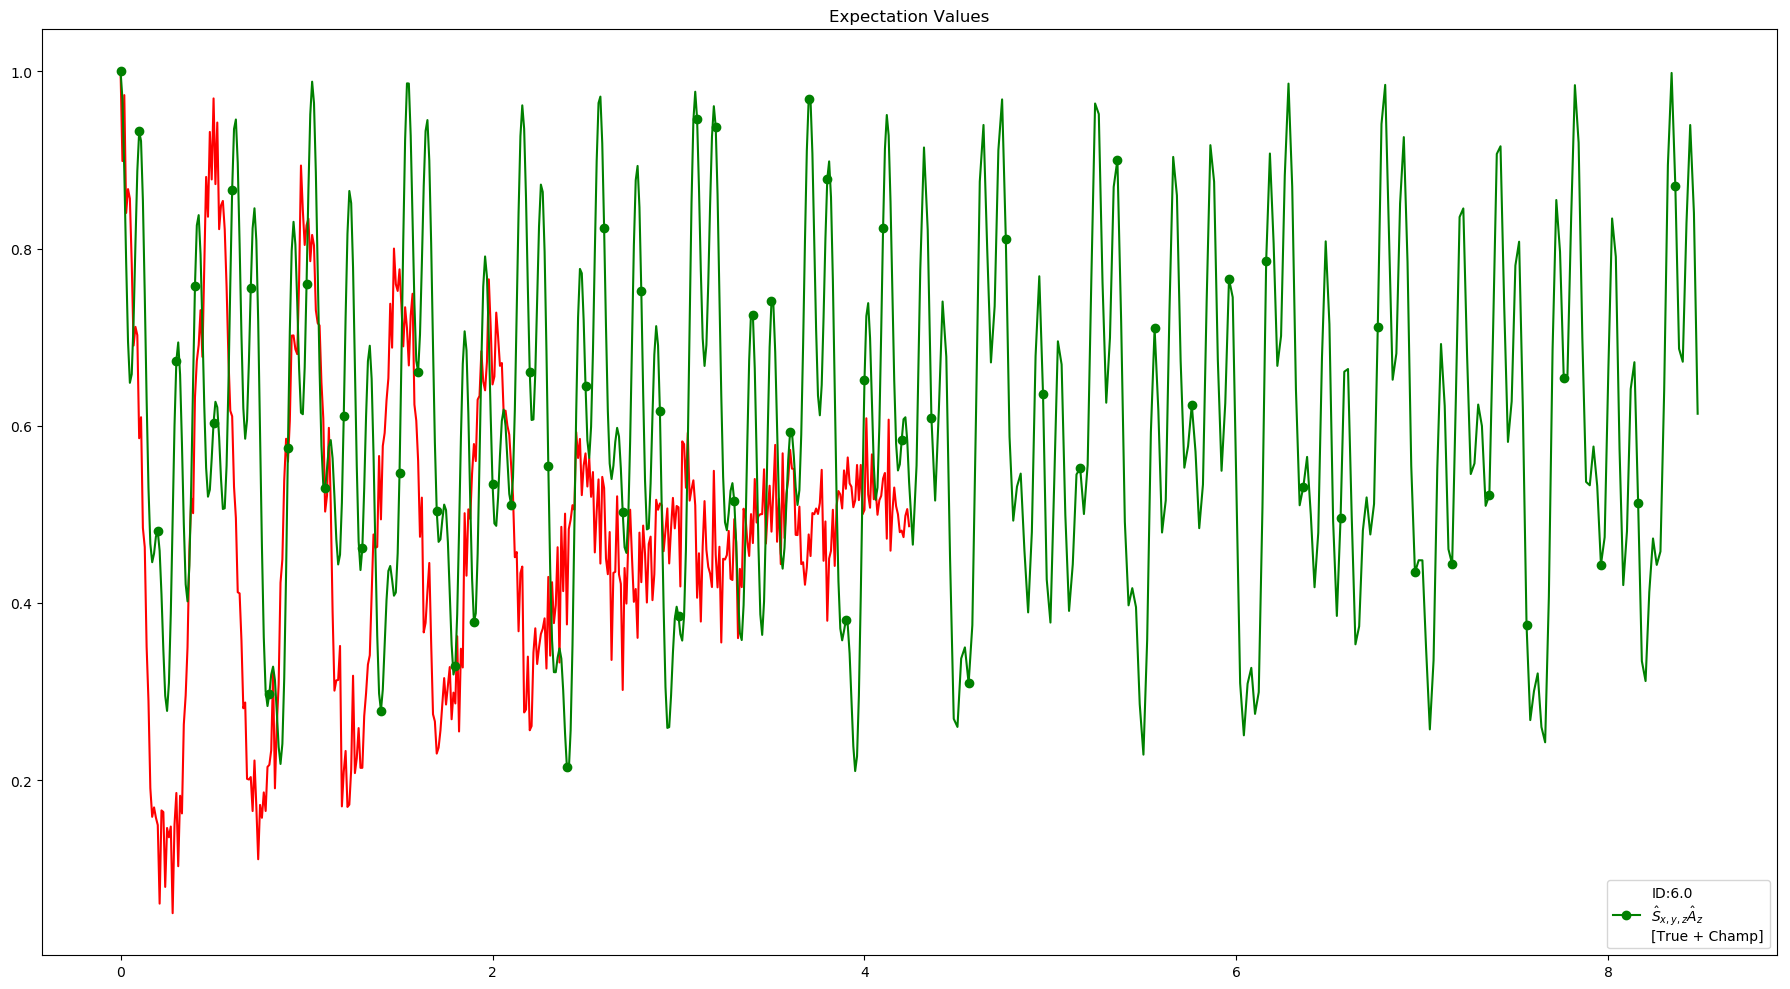 Expectation Values
1.0
0.8
0.6
0.4
0.2
0 2 4 6 8
ID:6.0
Ŝx,y,zÂz
[True + Champ]